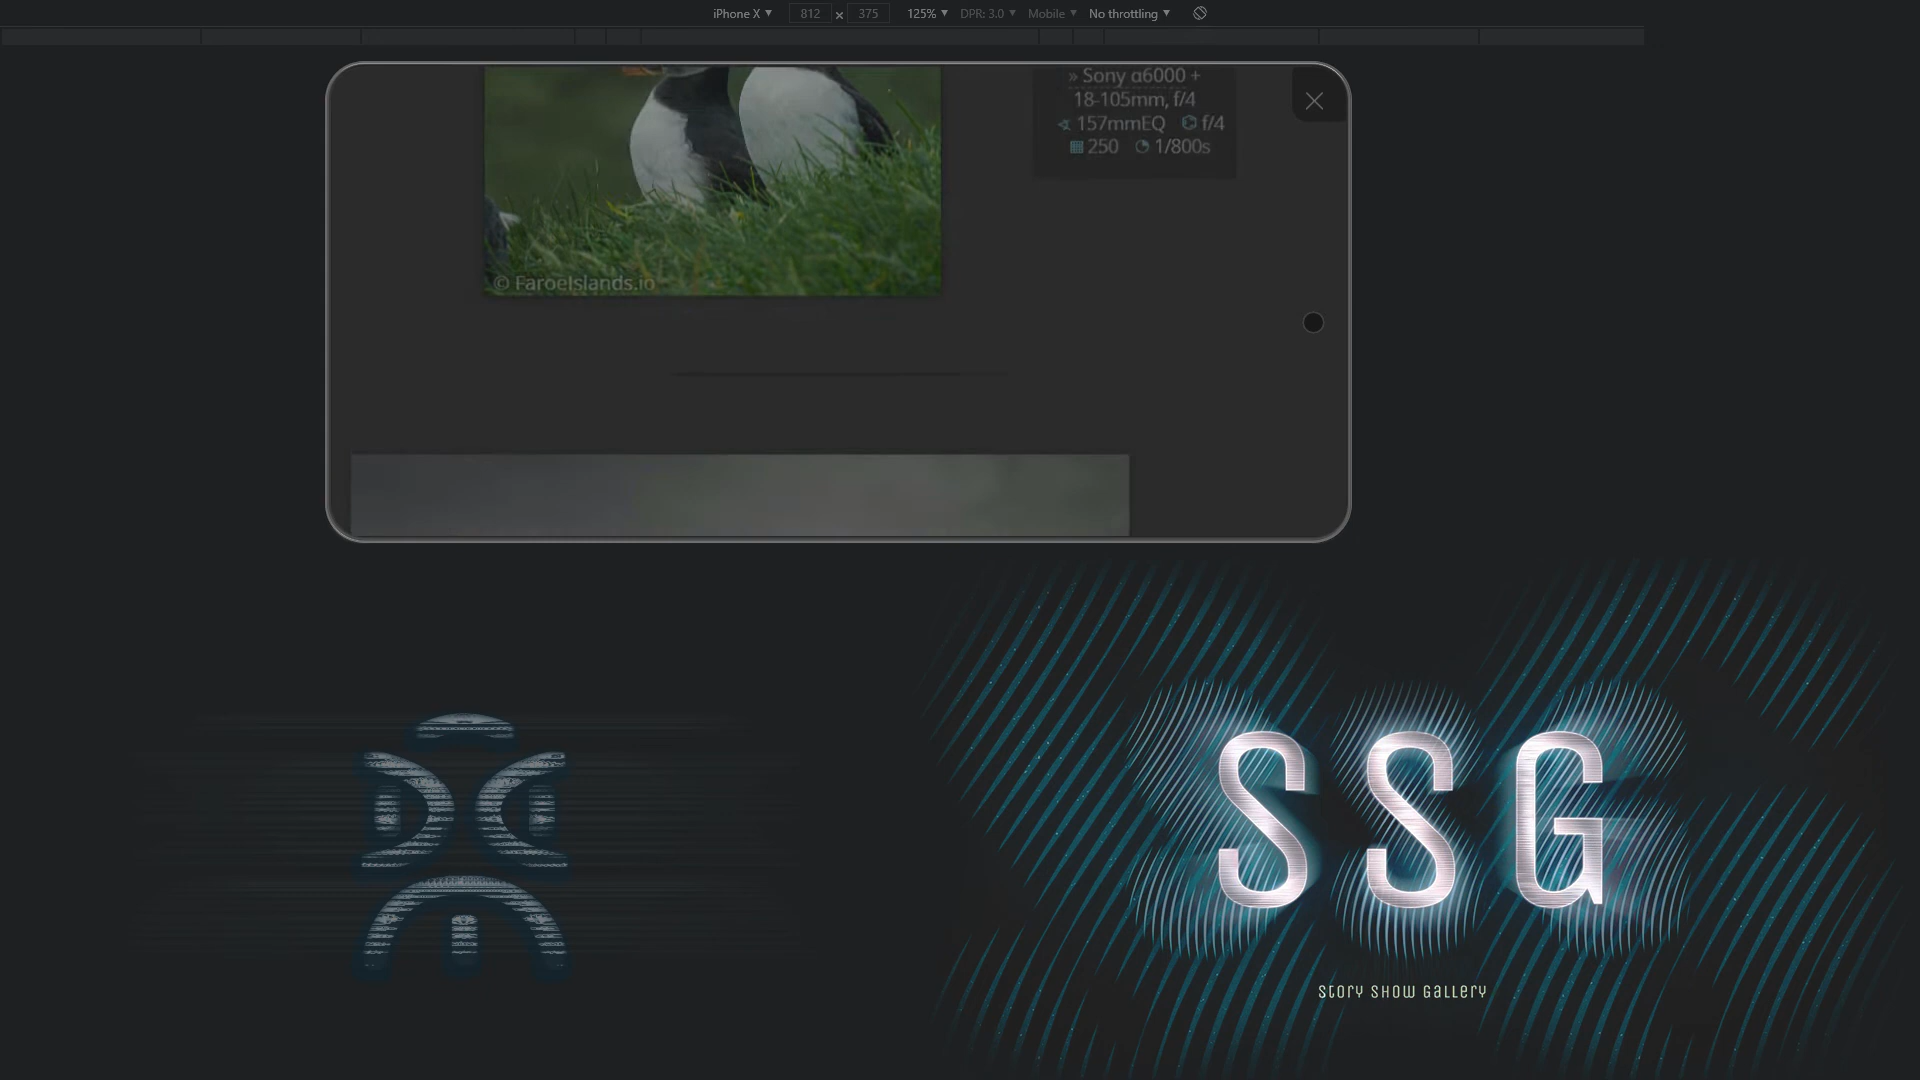 iPhone X ▼ 812 × 375 125% ▼ DPR: 3.0 ▼ Mobile ▼ No throttling ▼
» Sony α6000 +
18-105mm, f/4
157mmEQ f/4
250 1/800s
© FaroeIslands.io
SSG
Story Show Gallery